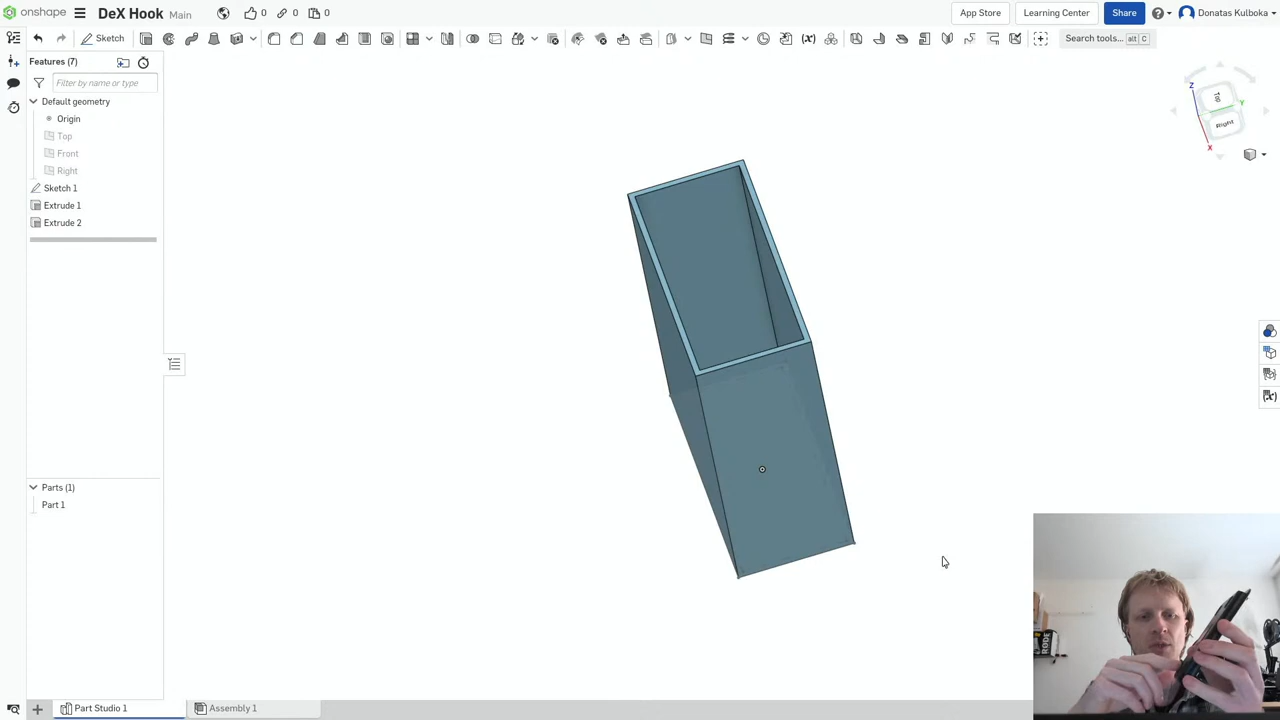 onshape
DeX Hook Main
0
0
0
App Store
Learning Center
Share
Donatas Kulboka
Sketch
(x)
Search tools... alt C
Features (7)
Filter by name or type
Default geometry
Origin
Top
Front
Right
Sketch 1
Extrude 1
Extrude 2
Parts (1)
Part 1
Z
Top
Y
Right
X
(x)
RODE
Part Studio 1
Assembly 1